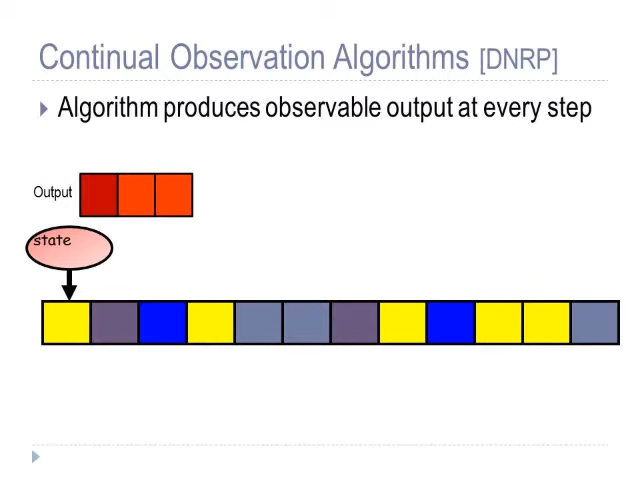 Continual Observation Algorithms [DNRP]
Algorithm produces observable output at every step
Output
state